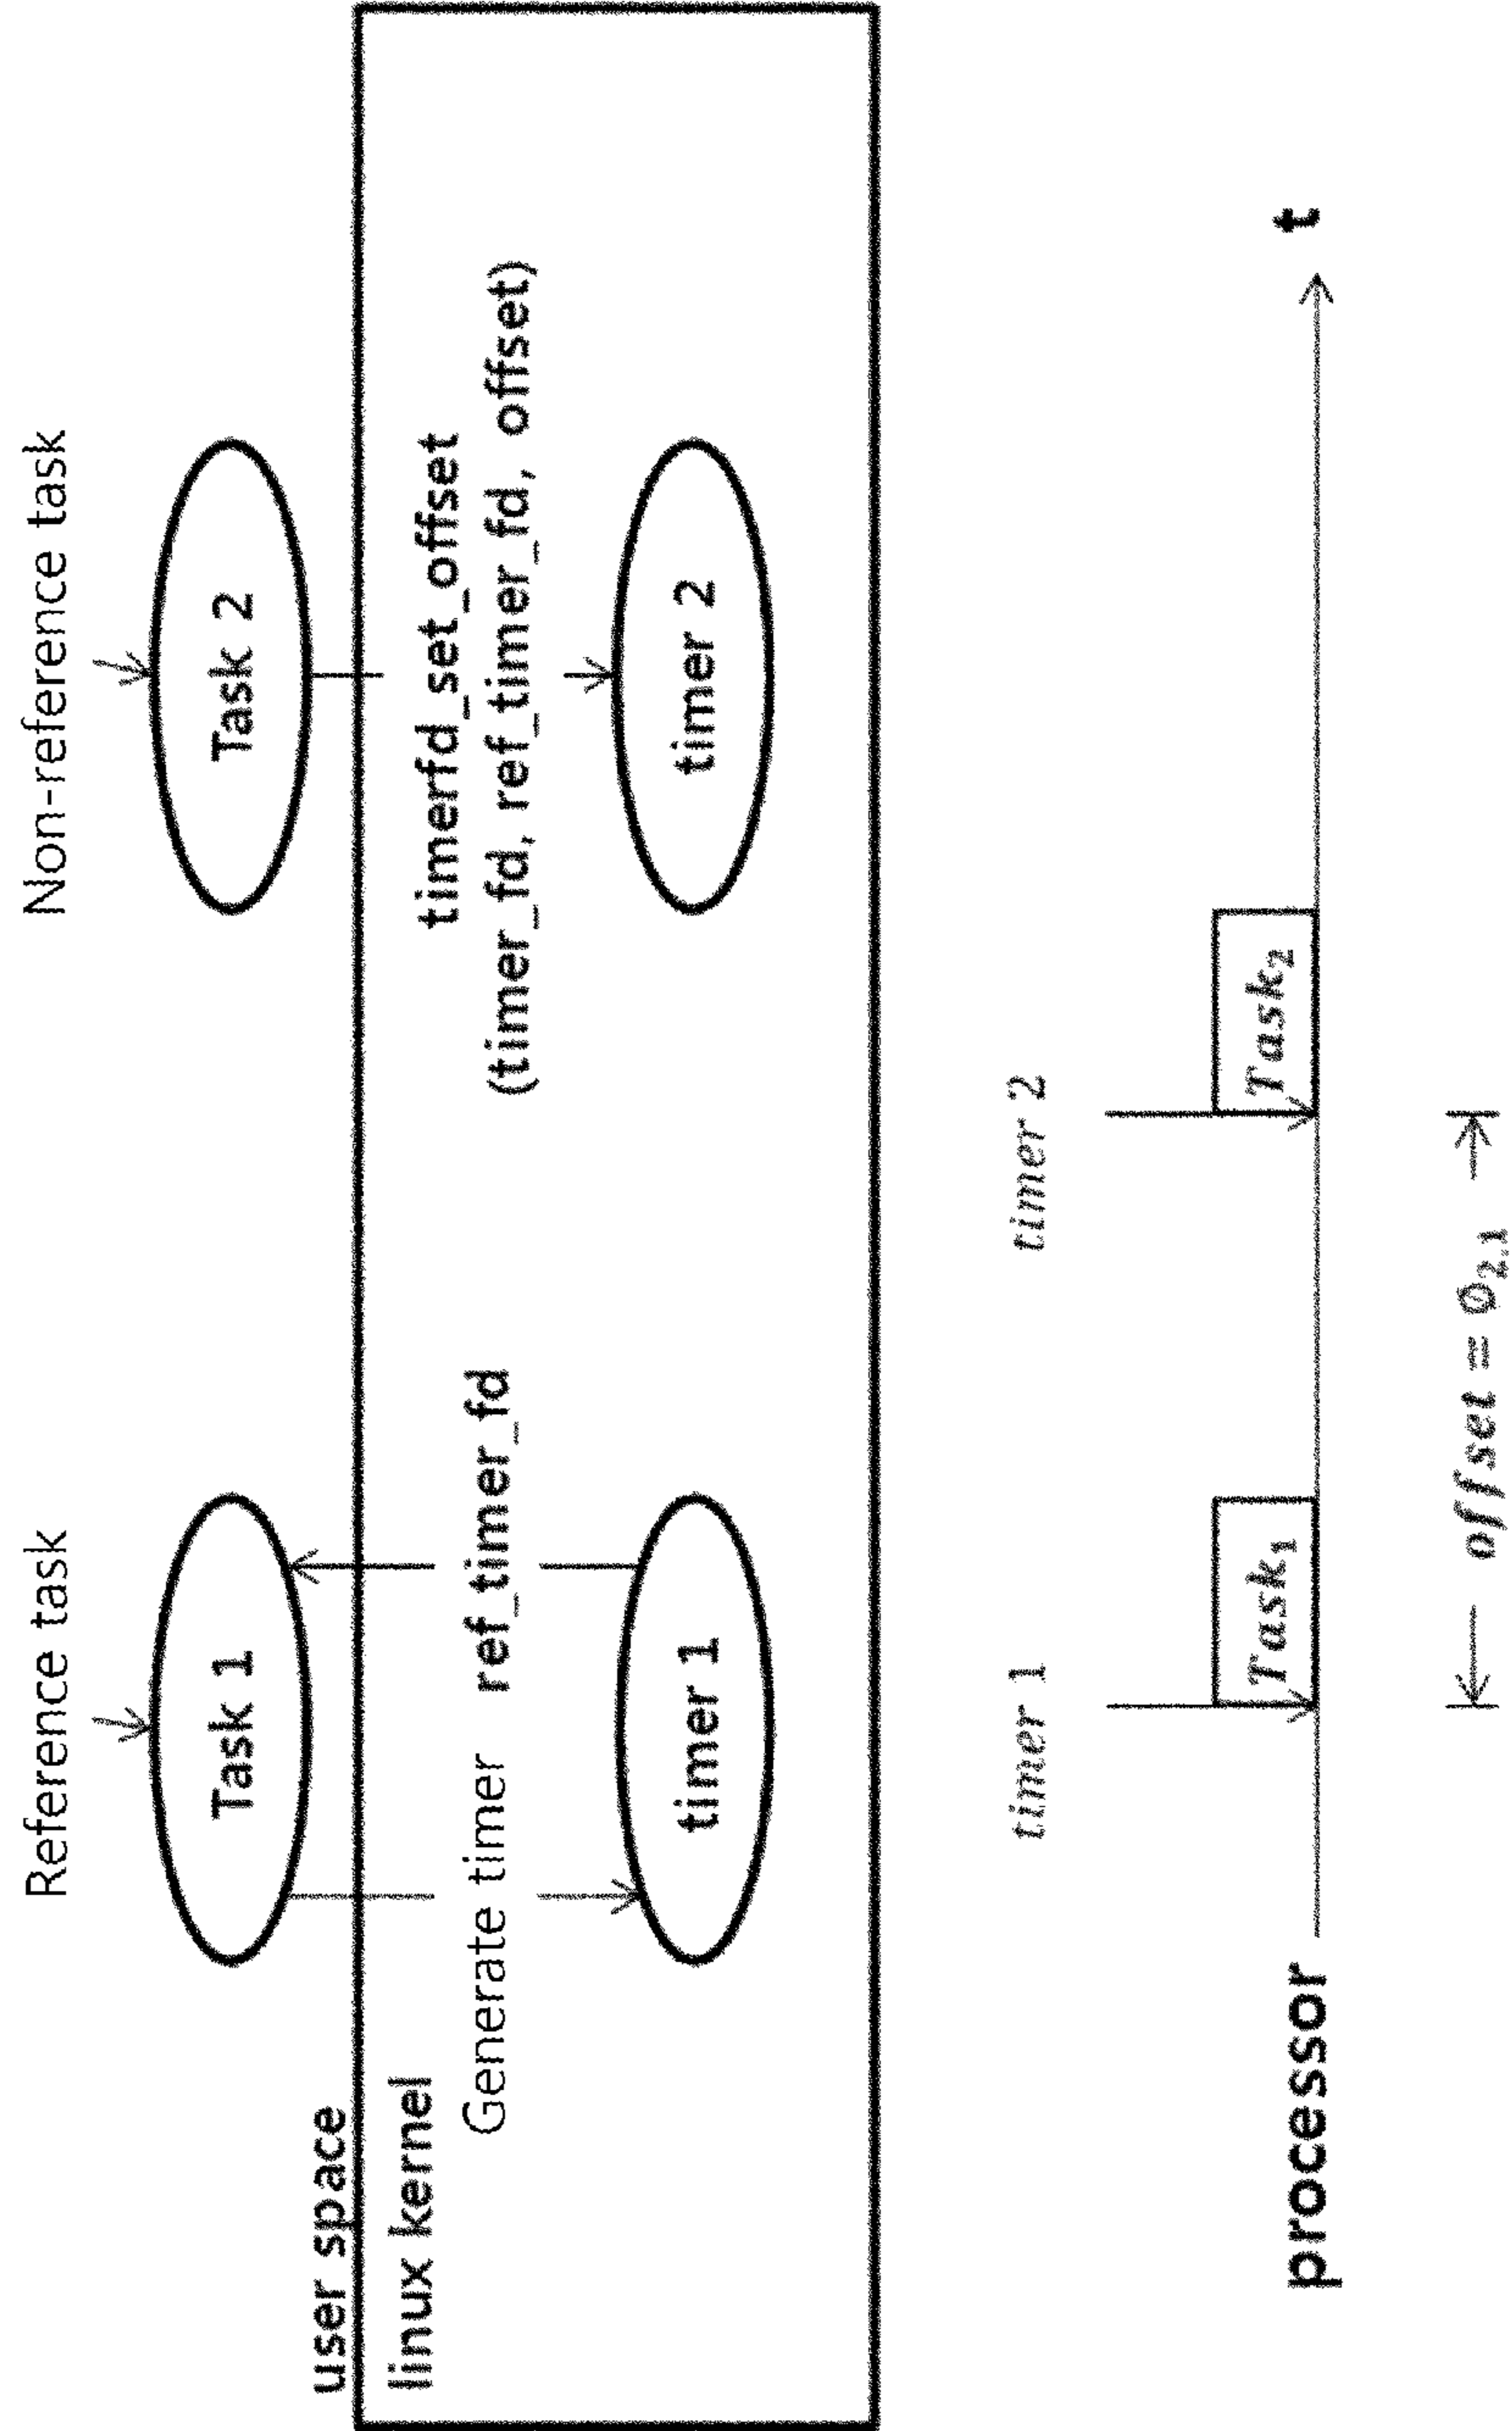 Reference task
Non-reference task
Task 1
Task 2
user space
linux kernel
Generate timer
ref_timer_fd
timerfd_set_offset
(timer_fd, ref_timer_fd, offset)
timer 1
timer 2
timer 1
timer 2
Task₁
Task₂
processor
t
offset = Φ₂.₁